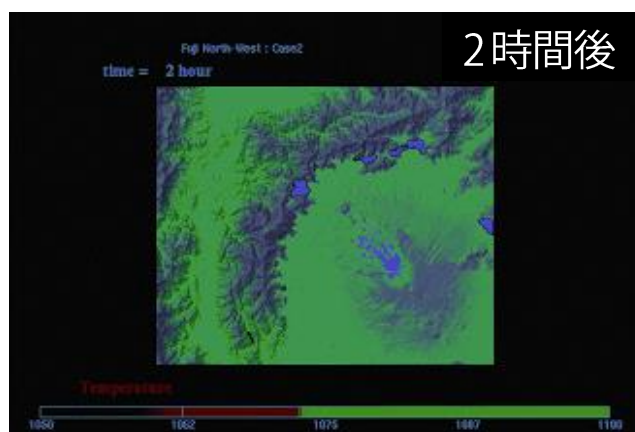 2時間後
Fuji North-West : Case2
time = 2 hour
Temperature
1050 1062 1075 1087 1100